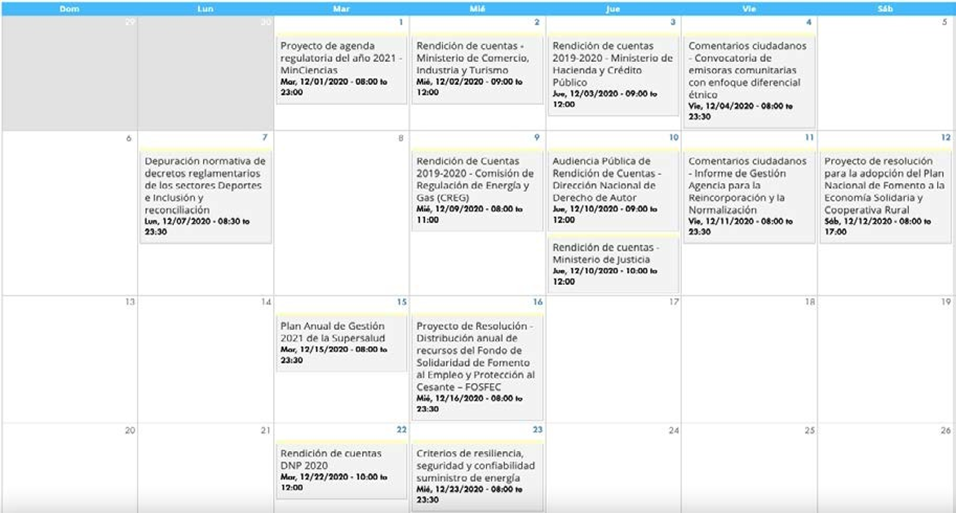 Dom Lun Mar Mié Jue Vie Sáb
29 30 1 2 3 4 5
Proyecto de agenda
regulatoria del año 2021 -
MinCiencias
Mar, 12/01/2020 - 08:00 to
23:00
Rendición de cuentas -
Ministerio de Comercio,
Industria y Turismo
Mié, 12/02/2020 - 09:00 to
12:00
Rendición de cuentas
2019-2020 - Ministerio de
Hacienda y Crédito
Público
Jue, 12/03/2020 - 09:00 to
12:00
Comentarios ciudadanos
- Convocatoria de
emisoras comunitarias
con enfoque diferencial
étnico
Vie, 12/04/2020 - 08:00 to
23:30
6 7 8 9 10 11 12
Depuración normativa de
decretos reglamentarios
de los sectores Deportes
e Inclusión y
reconciliación
Lun, 12/07/2020 - 08:30 to
23:30
Rendición de Cuentas
2019-2020 - Comisión de
Regulación de Energía y
Gas (CREG)
Mié, 12/09/2020 - 08:00 to
11:00
Audiencia Pública de
Rendición de Cuentas -
Dirección Nacional de
Derecho de Autor
Jue, 12/10/2020 - 09:00 to
12:00
Rendición de cuentas -
Ministerio de Justicia
Jue, 12/10/2020 - 10:00 to
12:00
Comentarios ciudadanos
- Informe de Gestión
Agencia para la
Reincorporación y la
Normalización
Vie, 12/11/2020 - 08:00 to
23:30
Proyecto de resolución
para la adopción del Plan
Nacional de Fomento a la
Economía Solidaria y
Cooperativa Rural
Sáb, 12/12/2020 - 08:00 to
17:00
13 14 15 16 17 18 19
Plan Anual de Gestión
2021 de la Supersalud
Mar, 12/15/2020 - 08:00 to
23:30
Proyecto de Resolución -
Distribución anual de
recursos del Fondo de
Solidaridad de Fomento
al Empleo y Protección al
Cesante – FOSFEC
Mié, 12/16/2020 - 08:00 to
23:30
20 21 22 23 24 25 26
Rendición de cuentas
DNP 2020
Mar, 12/22/2020 - 10:00 to
12:00
Criterios de resiliencia,
seguridad y confiabilidad
suministro de energía
Mié, 12/23/2020 - 08:00 to
23:30